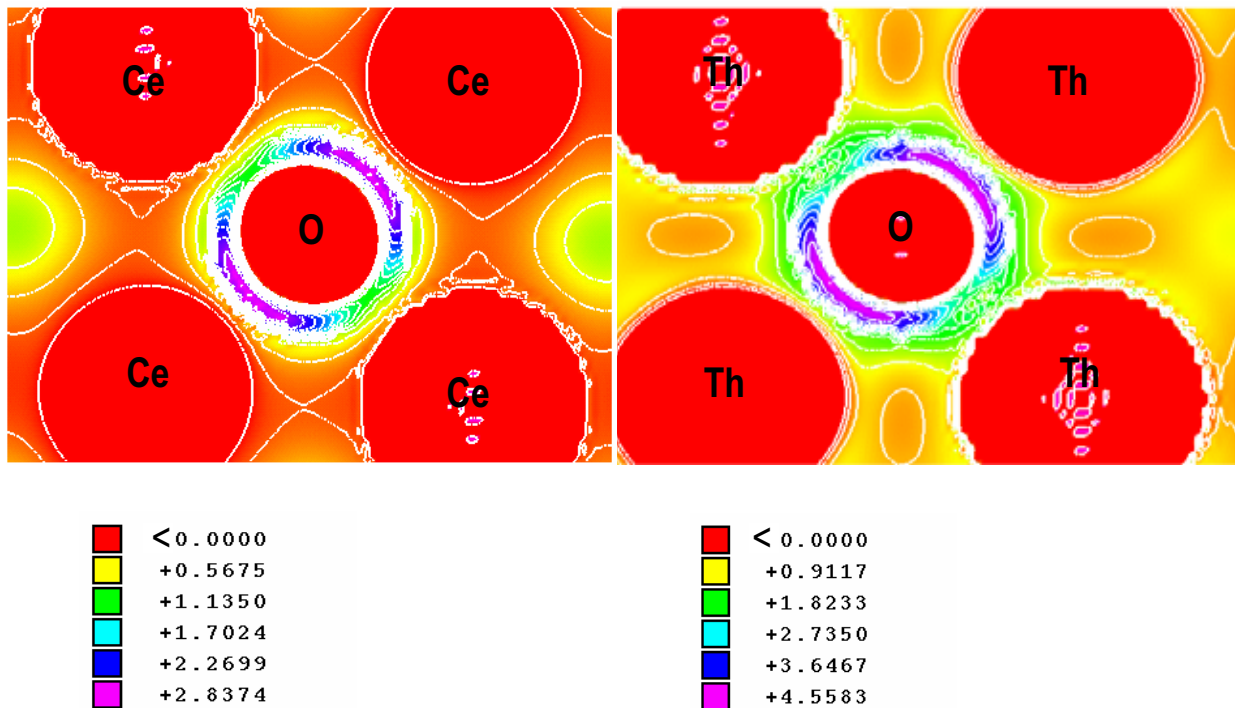 Ce
Ce
O
Ce
Ce
Th
Th
O
Th
Th
< 0.0000
+0.5675
+1.1350
+1.7024
+2.2699
+2.8374
< 0.0000
+0.9117
+1.8233
+2.7350
+3.6467
+4.5583